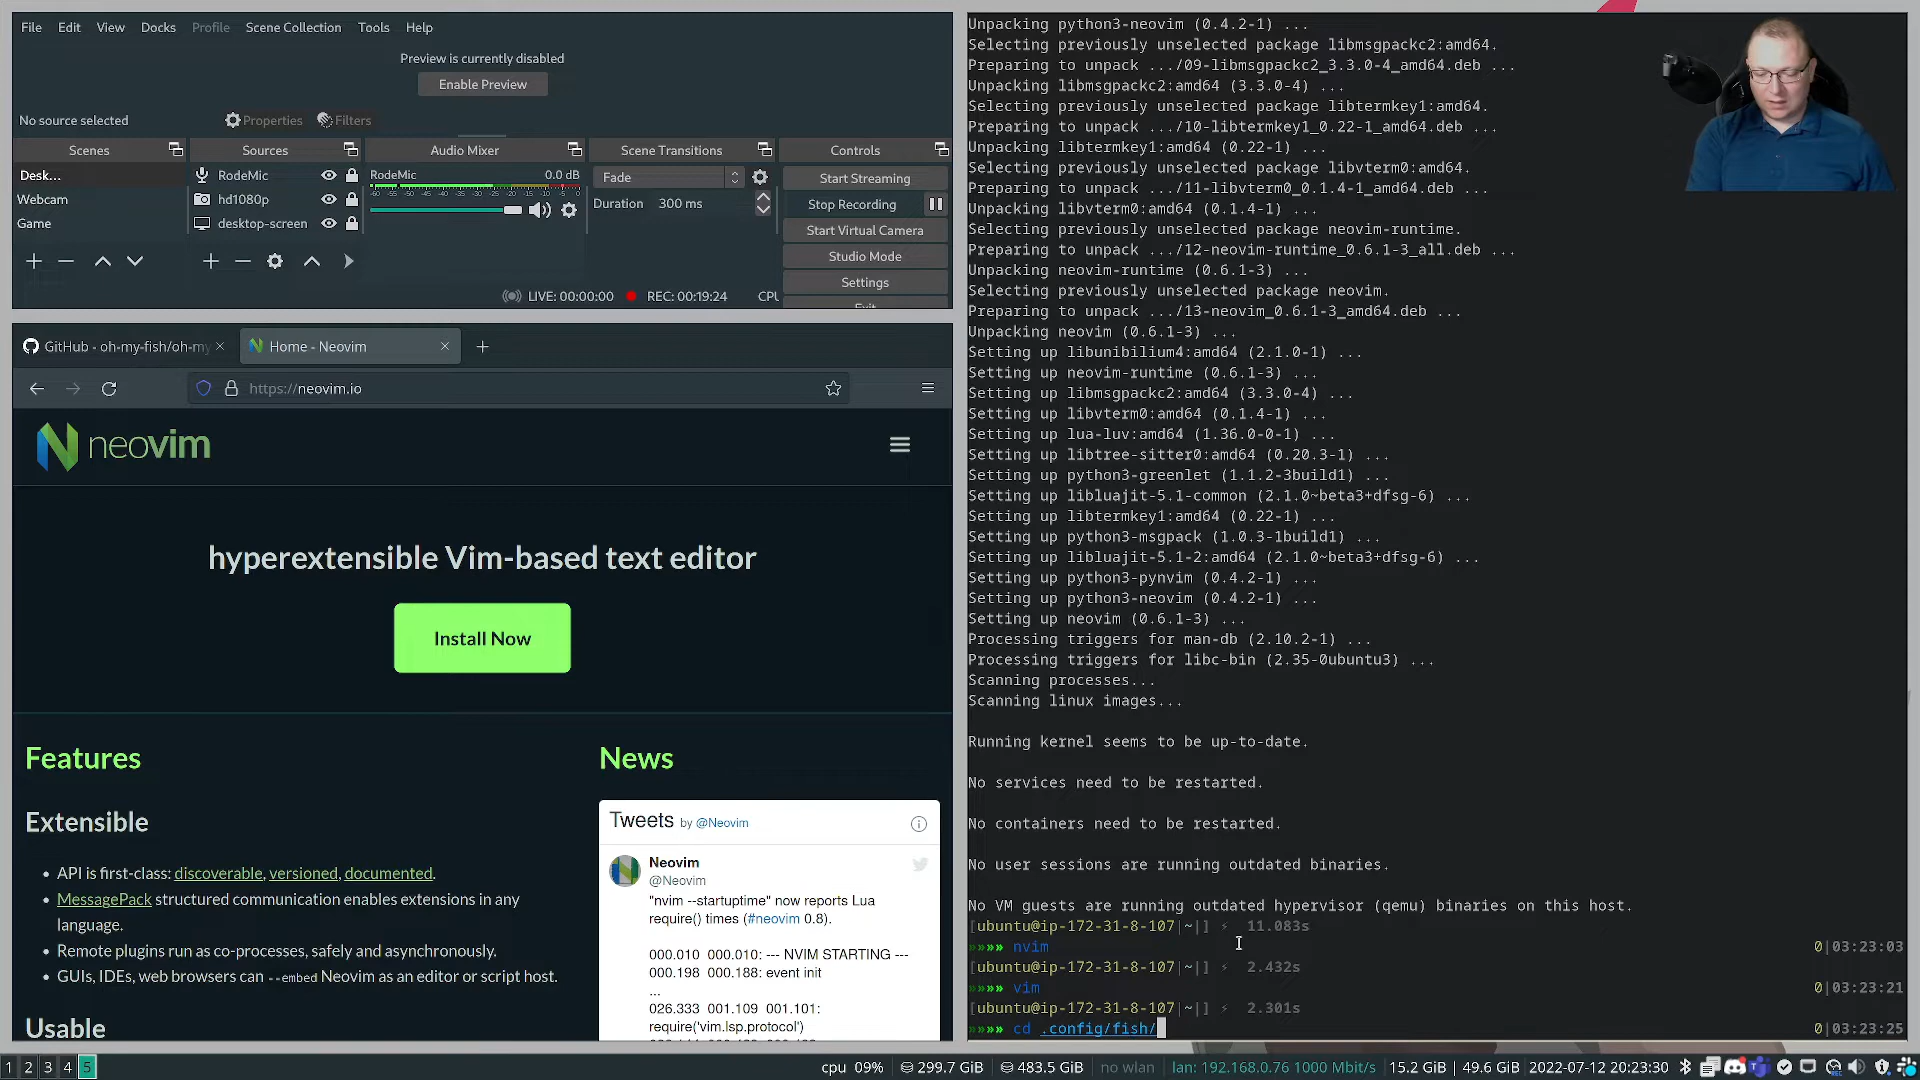 File Edit View Docks Profile Scene Collection Tools Help
Preview is currently disabled
Enable Preview
No source selected
Properties Filters
Scenes
Sources
Audio Mixer
Scene Transitions
Controls
Desk...
Webcam
Game
RodeMic
hd1080p
desktop-screen
RodeMic 0.0 dB
-60 -55 -50 -45 -40 -35 -30 -25 -20 -15 -10 -5 0
Fade
Duration 300 ms
Start Streaming
Stop Recording
Start Virtual Camera
Studio Mode
Settings
Exit
LIVE: 00:00:00 REC: 00:19:24 CPU
GitHub - oh-my-fish/oh-my
Home - Neovim
https://neovim.io
neovim
hyperextensible Vim-based text editor
Install Now
Features
Extensible
API is first-class: discoverable, versioned, documented.
MessagePack structured communication enables extensions in any
language.
Remote plugins run as co-processes, safely and asynchronously.
GUIs, IDEs, web browsers can --embed Neovim as an editor or script host.
Usable
News
Tweets by @Neovim
Neovim
@Neovim
"nvim --startuptime" now reports Lua
require() times (#neovim 0.8).
000.010 000.010: --- NVIM STARTING ---
000.198 000.188: event init
...
026.333 001.109 001.101:
require('vim.lsp.protocol')
Unpacking python3-neovim (0.4.2-1) ...
Selecting previously unselected package libmsgpackc2:amd64.
Preparing to unpack .../09-libmsgpackc2_3.3.0-4_amd64.deb ...
Unpacking libmsgpackc2:amd64 (3.3.0-4) ...
Selecting previously unselected package libtermkey1:amd64.
Preparing to unpack .../10-libtermkey1_0.22-1_amd64.deb ...
Unpacking libtermkey1:amd64 (0.22-1) ...
Selecting previously unselected package libvterm0:amd64.
Preparing to unpack .../11-libvterm0_0.1.4-1_amd64.deb ...
Unpacking libvterm0:amd64 (0.1.4-1) ...
Selecting previously unselected package neovim-runtime.
Preparing to unpack .../12-neovim-runtime_0.6.1-3_all.deb ...
Unpacking neovim-runtime (0.6.1-3) ...
Selecting previously unselected package neovim.
Preparing to unpack .../13-neovim_0.6.1-3_amd64.deb ...
Unpacking neovim (0.6.1-3) ...
Setting up libunibilium4:amd64 (2.1.0-1) ...
Setting up neovim-runtime (0.6.1-3) ...
Setting up libmsgpackc2:amd64 (3.3.0-4) ...
Setting up libvterm0:amd64 (0.1.4-1) ...
Setting up lua-luv:amd64 (1.36.0-0-1) ...
Setting up libtree-sitter0:amd64 (0.20.3-1) ...
Setting up python3-greenlet (1.1.2-3build1) ...
Setting up libluajit-5.1-common (2.1.0~beta3+dfsg-6) ...
Setting up libtermkey1:amd64 (0.22-1) ...
Setting up python3-msgpack (1.0.3-1build1) ...
Setting up libluajit-5.1-2:amd64 (2.1.0~beta3+dfsg-6) ...
Setting up python3-pynvim (0.4.2-1) ...
Setting up python3-neovim (0.4.2-1) ...
Setting up neovim (0.6.1-3) ...
Processing triggers for man-db (2.10.2-1) ...
Processing triggers for libc-bin (2.35-0ubuntu3) ...
Scanning processes...
Scanning linux images...
Running kernel seems to be up-to-date.
No services need to be restarted.
No containers need to be restarted.
No user sessions are running outdated binaries.
No VM guests are running outdated hypervisor (qemu) binaries on this host.
[ubuntu@ip-172-31-8-107|~|] ⚡ 11.083s
»»»» nvim 0|03:23:03
[ubuntu@ip-172-31-8-107|~|] ⚡ 2.432s
»»»» vim 0|03:23:21
[ubuntu@ip-172-31-8-107|~|] ⚡ 2.301s
»»»» cd .config/fish/ 0|03:23:25
1 2 3 4 5
cpu 09% 299.7 GiB 483.5 GiB no wlan lan: 192.168.0.76 1000 Mbit/s 15.2 GiB | 49.6 GiB 2022-07-12 20:23:30